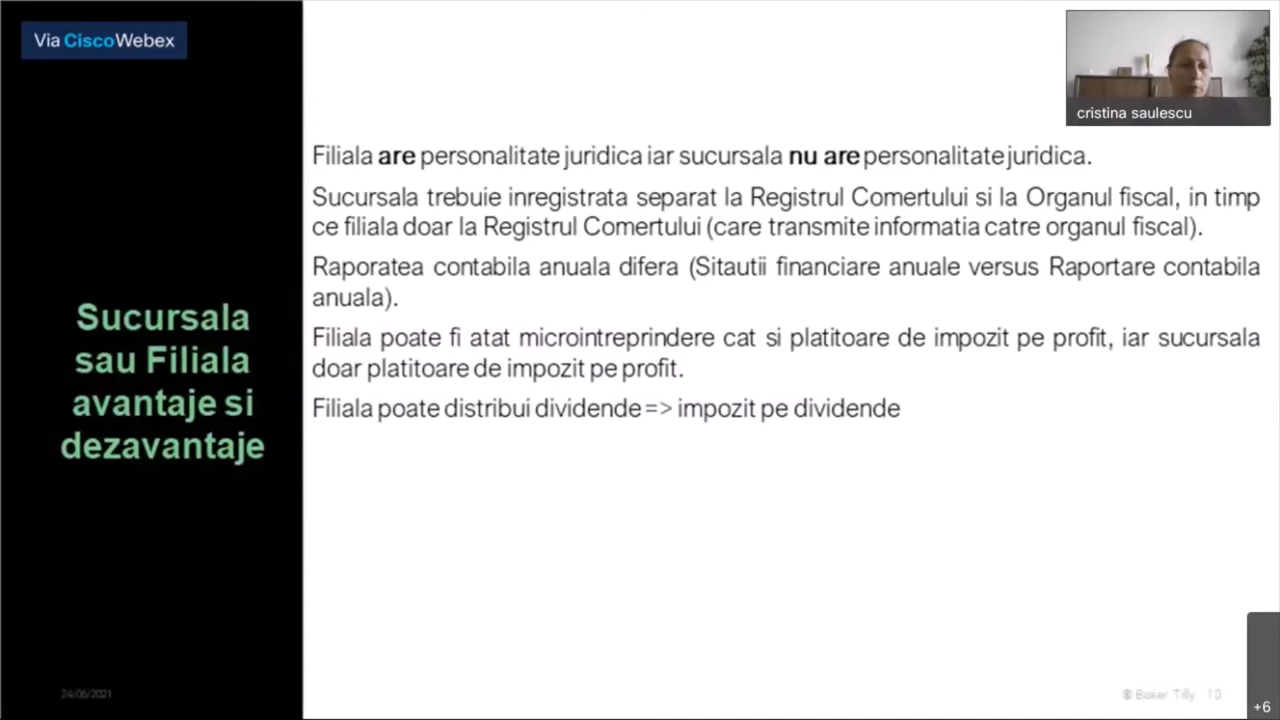 Via CiscoWebex
cristina saulescu
Sucursala
sau Filiala
avantaje si
dezavantaje
Filiala are personalitate juridica iar sucursala nu are personalitate juridica.
Sucursala trebuie inregistrata separat la Registrul Comertului si la Organul fiscal, in timp
ce filiala doar la Registrul Comertului (care transmite informatia catre organul fiscal).
Raporatea contabila anuala difera (Sitautii financiare anuale versus Raportare contabila
anuala).
Filiala poate fi atat microintreprindere cat si platitoare de impozit pe profit, iar sucursala
doar platitoare de impozit pe profit.
Filiala poate distribui dividende => impozit pe dividende
24/06/2021
© Baker Tilly 10
+6